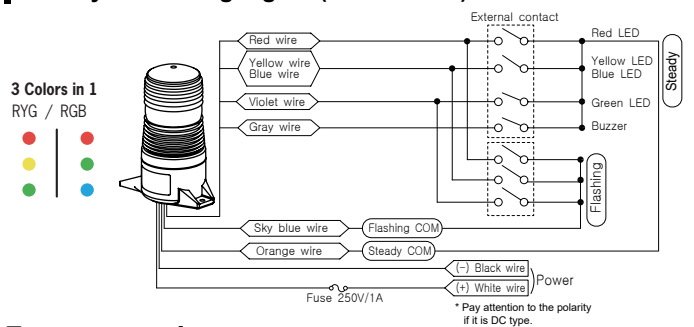 External contact
Red wire
Red LED
Yellow wire
Blue wire
Yellow LED
Blue LED
Steady
3 Colors in 1
RYG / RGB
Violet wire
Green LED
Gray wire
Buzzer
Flashing
Sky blue wire
Flashing COM
Orange wire
Steady COM
(-) Black wire
Power
(+) White wire
Fuse 250V/1A
* Pay attention to the polarity
if it is DC type.